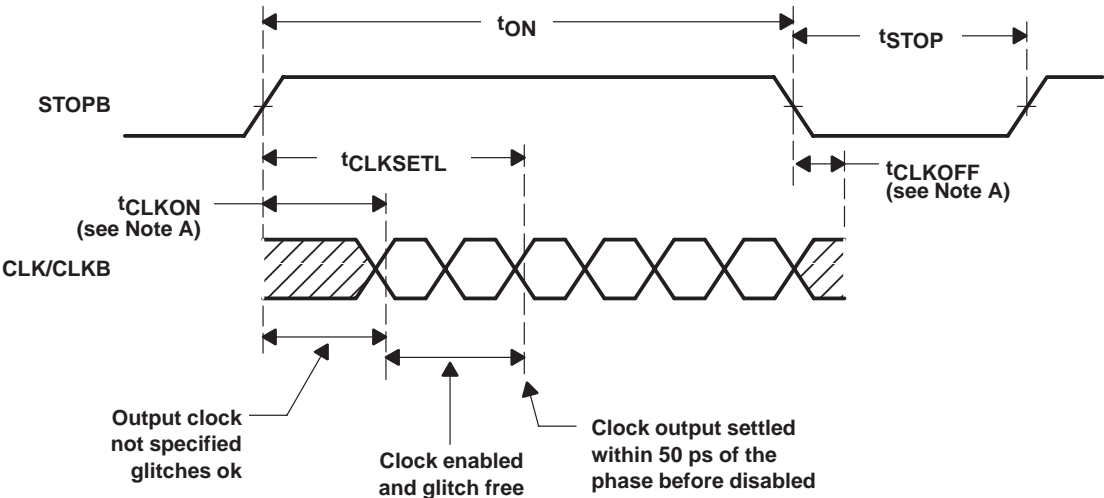 tON
tSTOP
STOPB
tCLKSETL
tCLKOFF
(see Note A)
tCLKON
(see Note A)
CLK/CLKB
Output clock
not specified
glitches ok
Clock enabled
and glitch free
Clock output settled
within 50 ps of the
phase before disabled